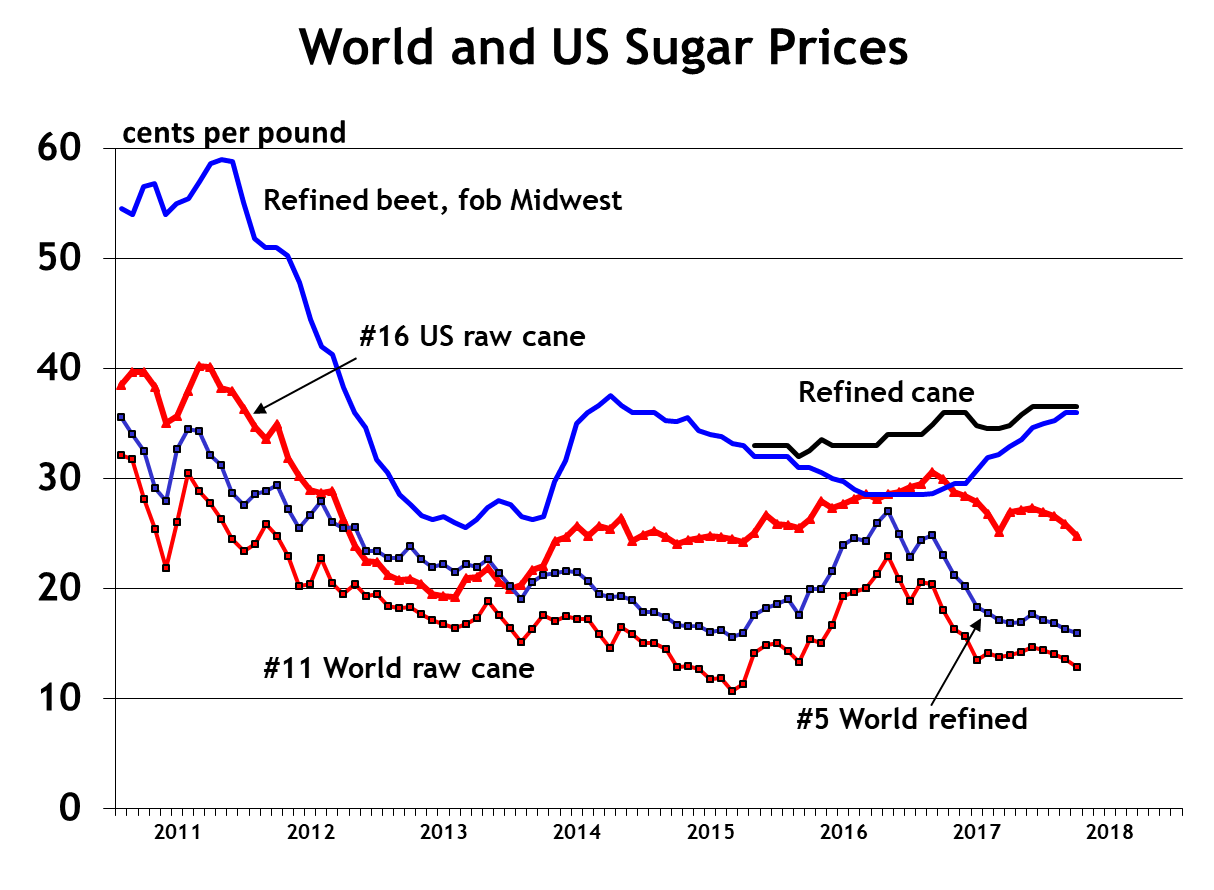 World and US Sugar Prices
cents per pound
60
Refined beet, fob Midwest
50
#16 US raw cane
40
Refined cane
30
20
#11 World raw cane
10
#5 World refined
0
2011 2012 2013 2014 2015 2016 2017 2018